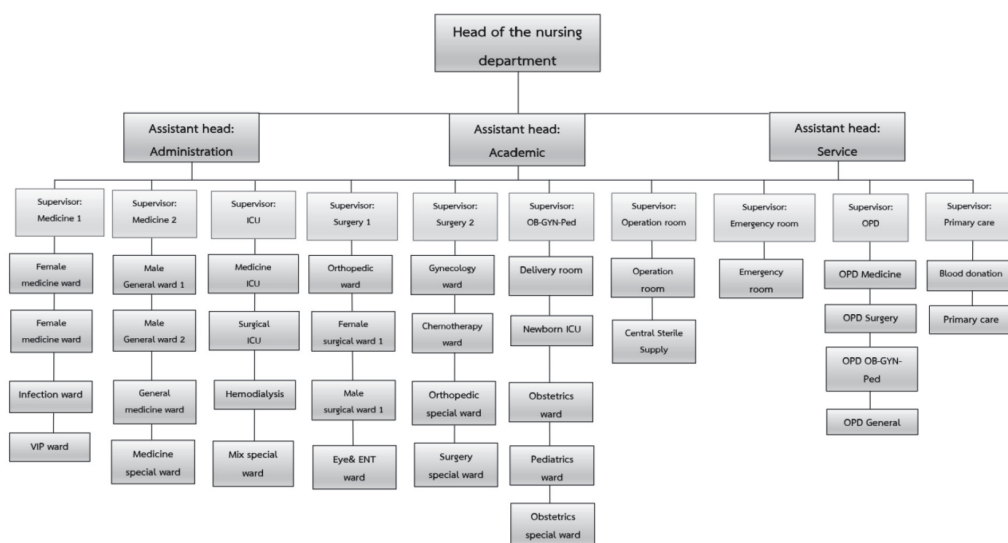 Head of the nursing
department
Assistant head:
Administration
Assistant head:
Academic
Assistant head:
Service
Supervisor:
Medicine 1
Supervisor:
Medicine 2
Supervisor:
ICU
Supervisor:
Surgery 1
Supervisor:
Surgery 2
Supervisor:
OB-GYN-Ped
Supervisor:
Operation room
Supervisor:
Emergency room
Supervisor:
OPD
Supervisor:
Primary care
Female
medicine ward
Female
medicine ward
Infection ward
VIP ward
Male
General ward 1
Male
General ward 2
General
medicine ward
Medicine
special ward
Medicine
ICU
Surgical
ICU
Hemodialysis
Mix special
ward
Orthopedic
ward
Female
surgical ward 1
Male
surgical ward 1
Eye& ENT
ward
Gynecology
ward
Chemotherapy
ward
Orthopedic
special ward
Surgery
special ward
Delivery room
Newborn ICU
Obstetrics
ward
Pediatrics
ward
Obstetrics
special ward
Operation
room
Central Sterile
Supply
Emergency
room
OPD Medicine
OPD Surgery
OPD OB-GYN-
Ped
OPD General
Blood donation
Primary care